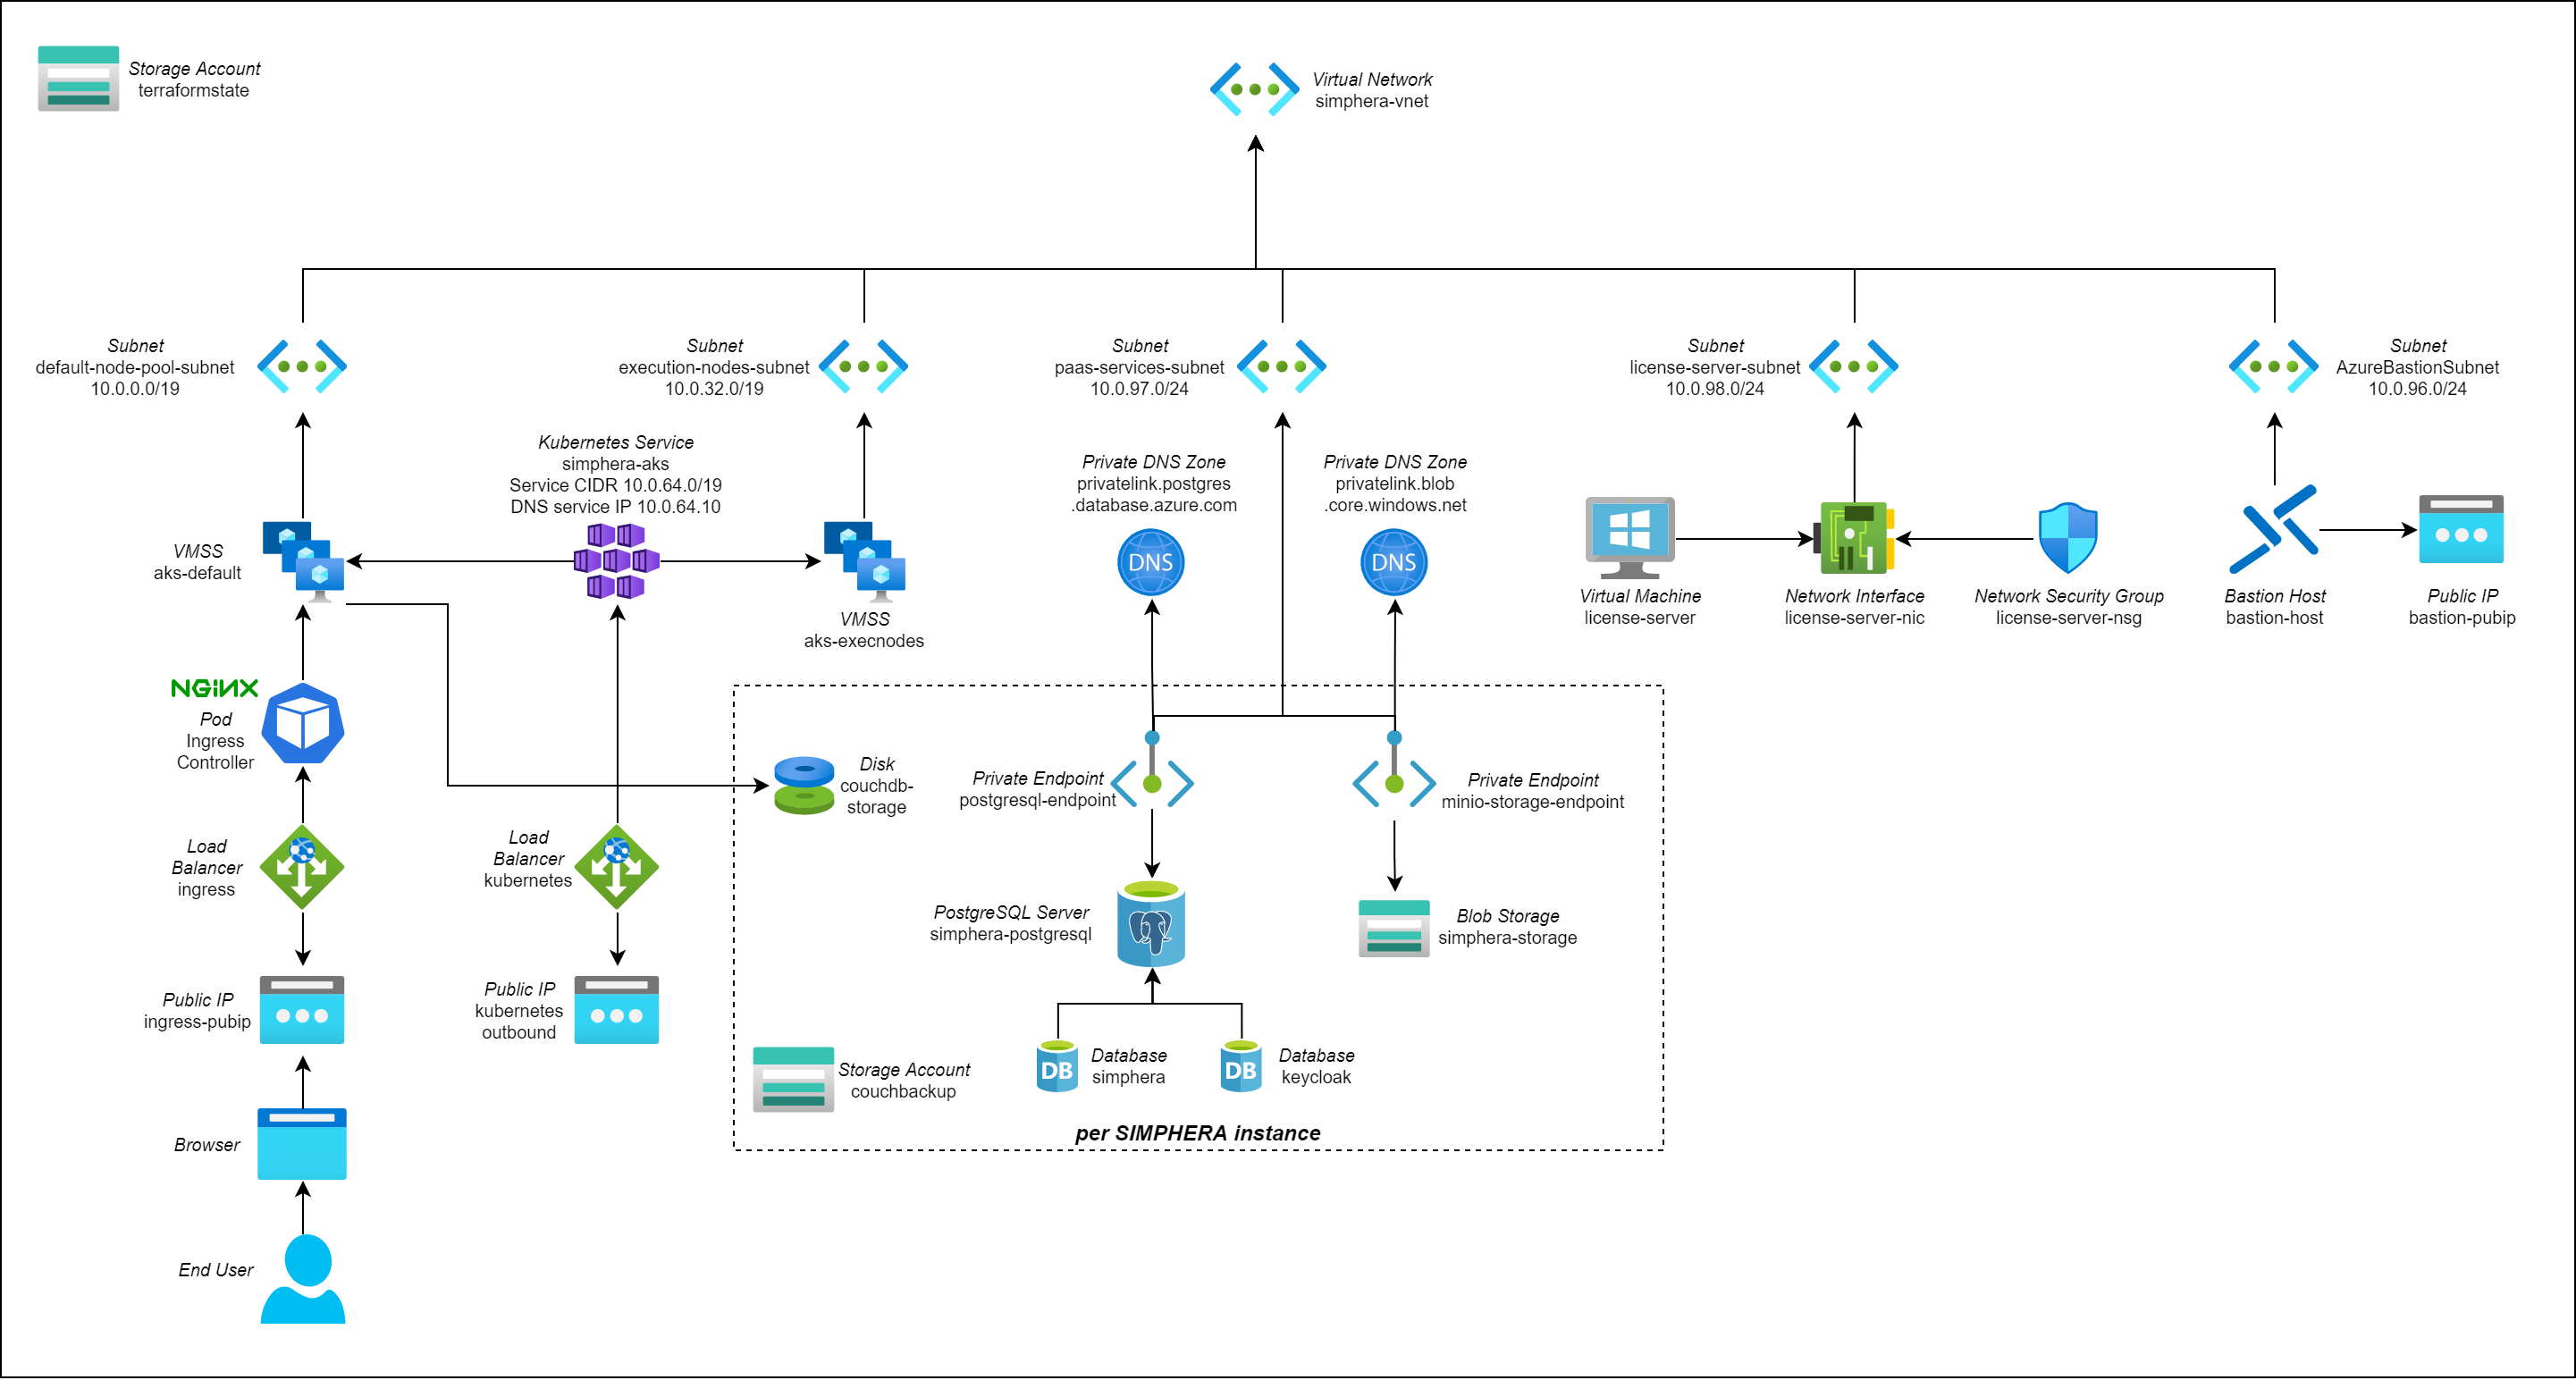 Storage Account
terraformstate
Virtual Network
simphera-vnet
Subnet
default-node-pool-subnet
10.0.0.0/19
Subnet
execution-nodes-subnet
10.0.32.0/19
Subnet
paas-services-subnet
10.0.97.0/24
Subnet
license-server-subnet
10.0.98.0/24
Subnet
AzureBastionSubnet
10.0.96.0/24
Kubernetes Service
simphera-aks
Service CIDR 10.0.64.0/19
DNS service IP 10.0.64.10
Private DNS Zone
privatelink.postgres
.database.azure.com
DNS
Private DNS Zone
privatelink.blob
.core.windows.net
DNS
VMSS
aks-default
VMSS
aks-execnodes
Virtual Machine
license-server
Network Interface
license-server-nic
Network Security Group
license-server-nsg
Bastion Host
bastion-host
Public IP
bastion-pubip
NGiNX
Pod
Ingress
Controller
Disk
couchdb-
storage
Private Endpoint
postgresql-endpoint
Private Endpoint
minio-storage-endpoint
Load
Balancer
ingress
Load
Balancer
kubernetes
PostgreSQL Server
simphera-postgresql
Blob Storage
simphera-storage
Public IP
ingress-pubip
Public IP
kubernetes
outbound
Storage Account
couchbackup
DB
Database
simphera
DB
Database
keycloak
per SIMPHERA instance
Browser
End User